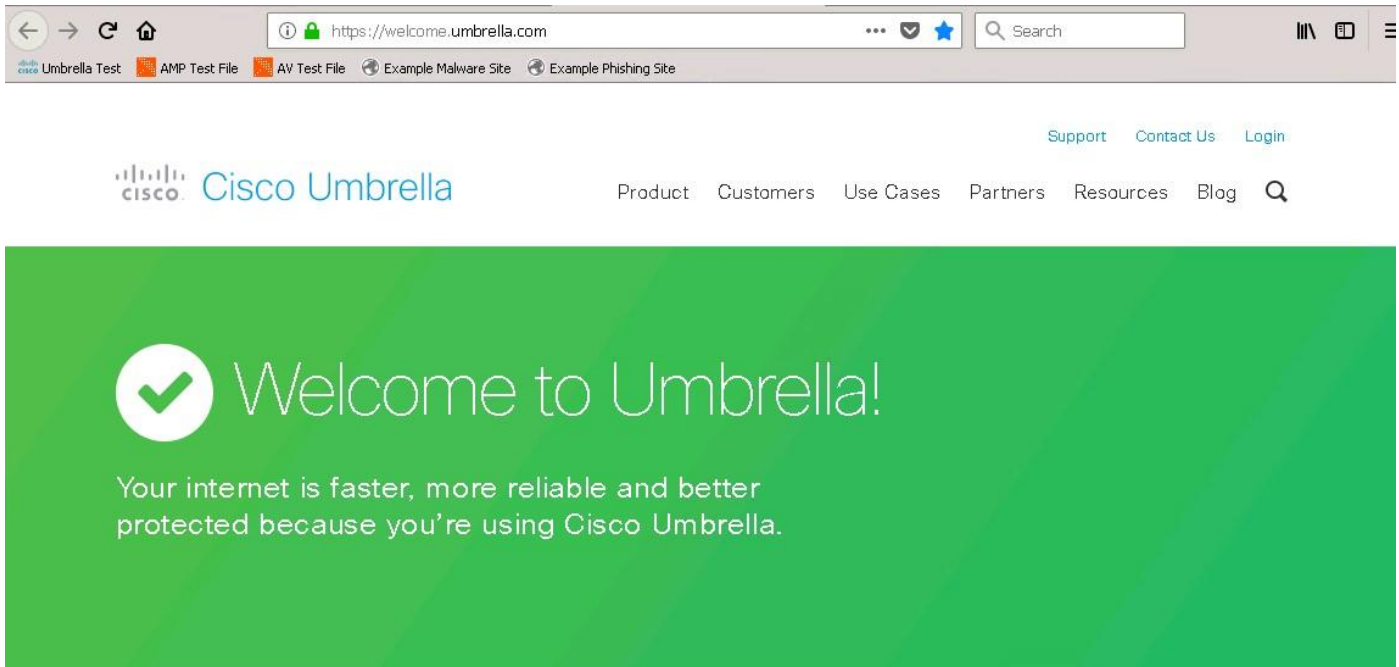 https://welcome.umbrella.com
Search
cisco Umbrella Test AMP Test File AV Test File Example Malware Site Example Phishing Site
Support Contact Us Login
cisco. Cisco Umbrella Product Customers Use Cases Partners Resources Blog
Welcome to Umbrella!
Your internet is faster, more reliable and better
protected because you’re using Cisco Umbrella.